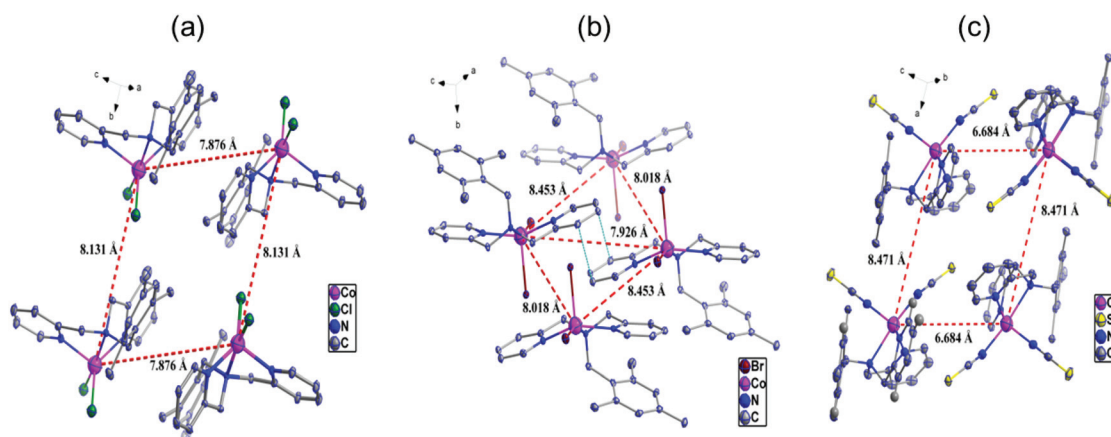 (a)
(b)
(c)
c
a
b
7.876 Å
8.131 Å
8.131 Å
7.876 Å
Co
Cl
N
C
c
a
b
8.453 Å
8.018 Å
7.926 Å
8.018 Å
8.453 Å
Br
Co
N
C
c
b
a
6.684 Å
8.471 Å
8.471 Å
6.684 Å
C
S
N
C